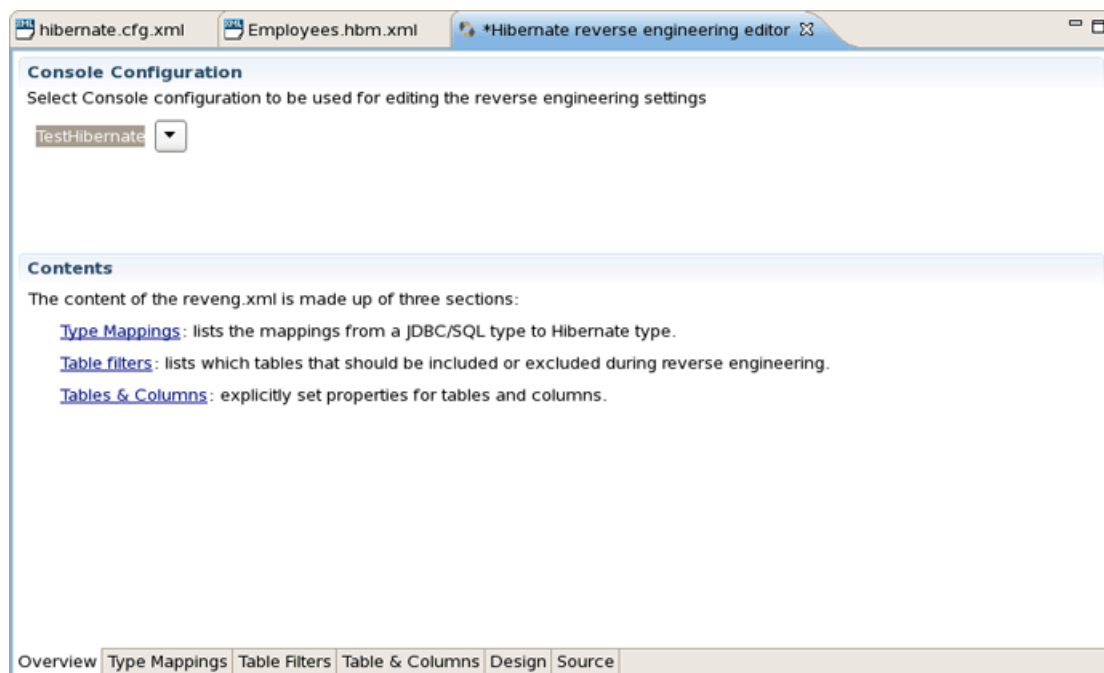 hibernate.cfg.xml Employees.hbm.xml *Hibernate reverse engineering editor
Console Configuration
Select Console configuration to be used for editing the reverse engineering settings
TestHibernate
Contents
The content of the reveng.xml is made up of three sections:
Type Mappings: lists the mappings from a JDBC/SQL type to Hibernate type.
Table filters: lists which tables that should be included or excluded during reverse engineering.
Tables & Columns: explicitly set properties for tables and columns.
Overview Type Mappings Table Filters Table & Columns Design Source